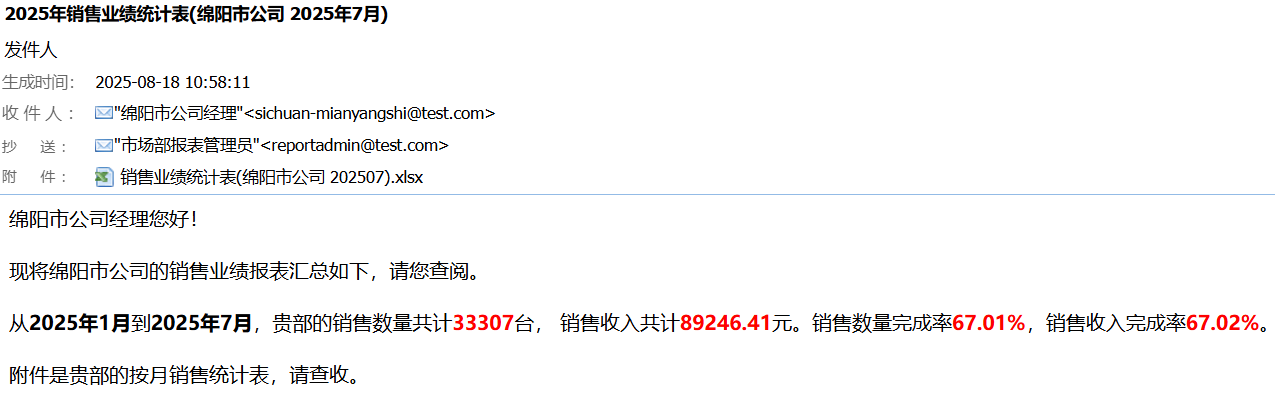 2025年销售业绩统计表(绵阳市公司 2025年7月)
发件人
生成时间： 2025-08-18 10:58:11
收 件 人： "绵阳市公司经理"<sichuan-mianyangshi@test.com>
抄 送： "市场部报表管理员"<reportadmin@test.com>
附 件： 销售业绩统计表(绵阳市公司 202507).xlsx
绵阳市公司经理您好！
现将绵阳市公司的销售业绩报表汇总如下，请您查阅。
从2025年1月到2025年7月，贵部的销售数量共计33307台， 销售收入共计89246.41元。销售数量完成率67.01%，销售收入完成率67.02%。
附件是贵部的按月销售统计表，请查收。